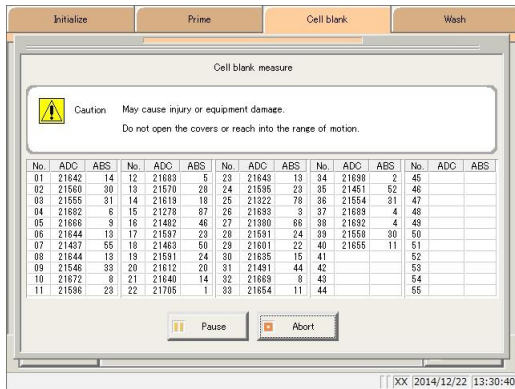 Initialize Prime Cell blank Wash
Cell blank measure
Caution May cause injury or equipment damage.
Do not open the covers or reach into the range of motion.
No. ADC ABS No. ADC ABS No. ADC ABS No. ADC ABS No. ADC ABS
01 21642 14 12 21683 5 23 21643 13 34 21698 2 45
02 21560 30 13 21570 28 24 21595 23 35 21451 52 46
03 21555 31 14 21619 18 25 21322 78 36 21554 31 47
04 21682 6 15 21278 87 26 21693 3 37 21689 4 48
05 21666 9 16 21482 46 27 21380 66 38 21692 4 49
06 21644 13 17 21597 23 28 21591 24 39 21558 30 50
07 21437 55 18 21463 50 29 21601 22 40 21655 11 51
08 21644 13 19 21591 24 30 21635 15 41 52
09 21546 33 20 21612 20 31 21491 44 42 53
10 21672 8 21 21640 14 32 21669 8 43 54
11 21596 23 22 21705 1 33 21654 11 44 55
Pause Abort
XX 2014/12/22 13:30:40